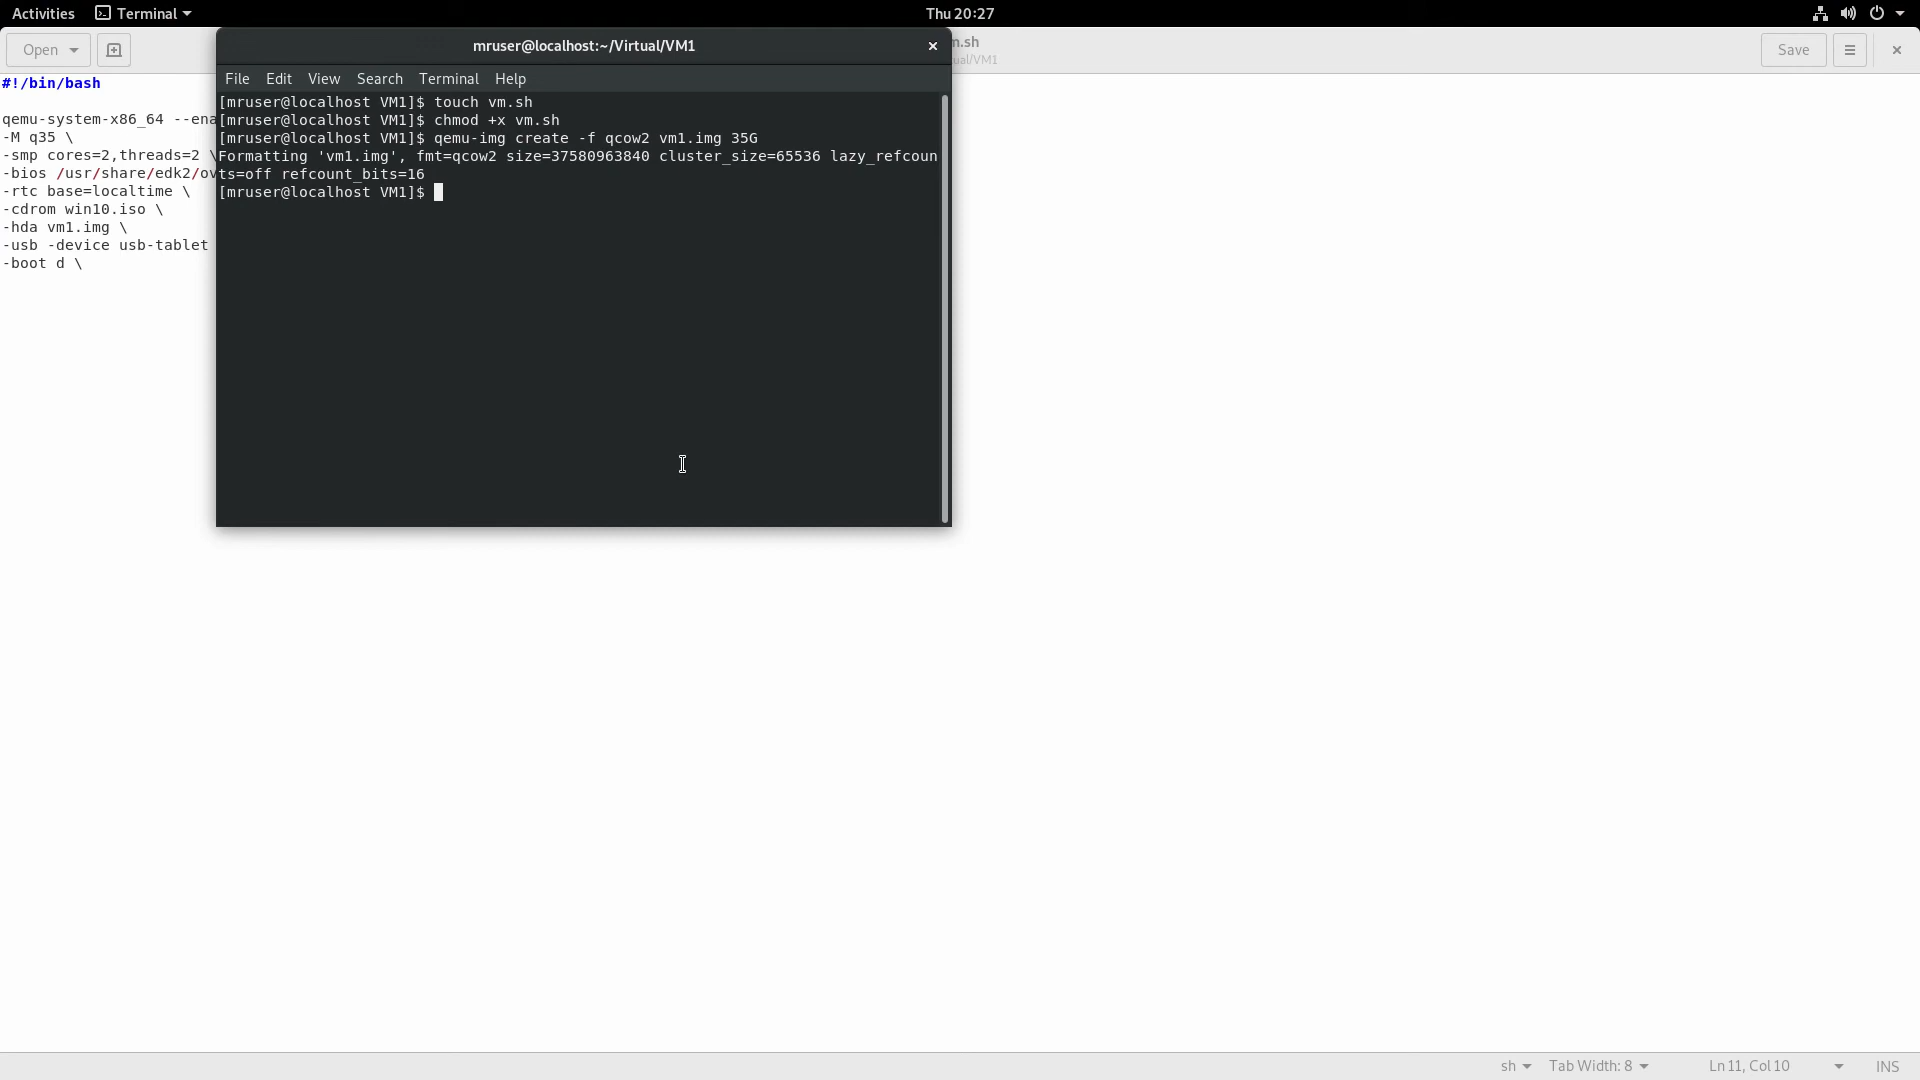 Activities Terminal Thu 20:27
Open mruser@localhost:~/Virtual/VM1 m.sh Save
ual/VM1
File Edit View Search Terminal Help
#!/bin/bash
qemu-system-x86_64 --ena
-M q35 \
-smp cores=2,threads=2 \
-bios /usr/share/edk2/ov
-rtc base=localtime \
-cdrom win10.iso \
-hda vm1.img \
-usb -device usb-tablet
-boot d \
[mruser@localhost VM1]$ touch vm.sh
[mruser@localhost VM1]$ chmod +x vm.sh
[mruser@localhost VM1]$ qemu-img create -f qcow2 vm1.img 35G
Formatting 'vm1.img', fmt=qcow2 size=37580963840 cluster_size=65536 lazy_refcoun
ts=off refcount_bits=16
[mruser@localhost VM1]$
sh Tab Width: 8 Ln 11, Col 10 INS